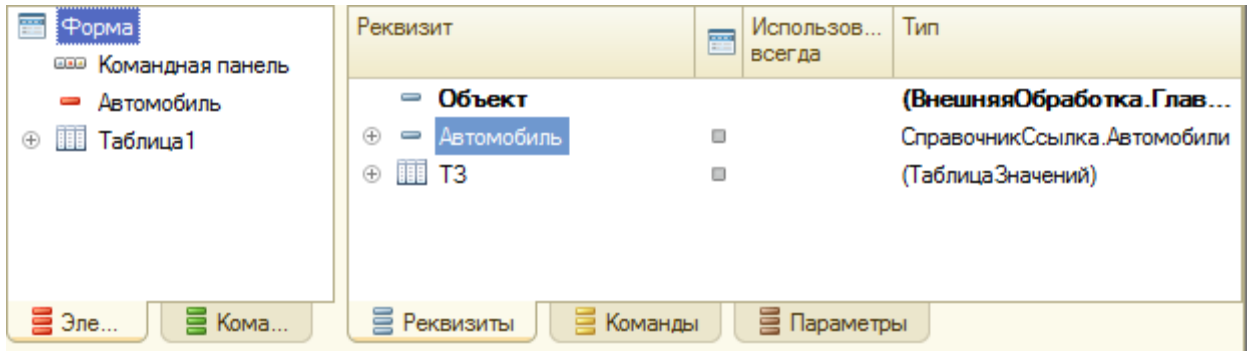 Форма
Командная панель
Автомобиль
Таблица1
Эле...
Кома...
Реквизит
Использов...
всегда
Тип
Объект
(ВнешняяОбработка.Глав...
Автомобиль
СправочникСсылка.Автомобили
ТЗ
(ТаблицаЗначений)
Реквизиты
Команды
Параметры